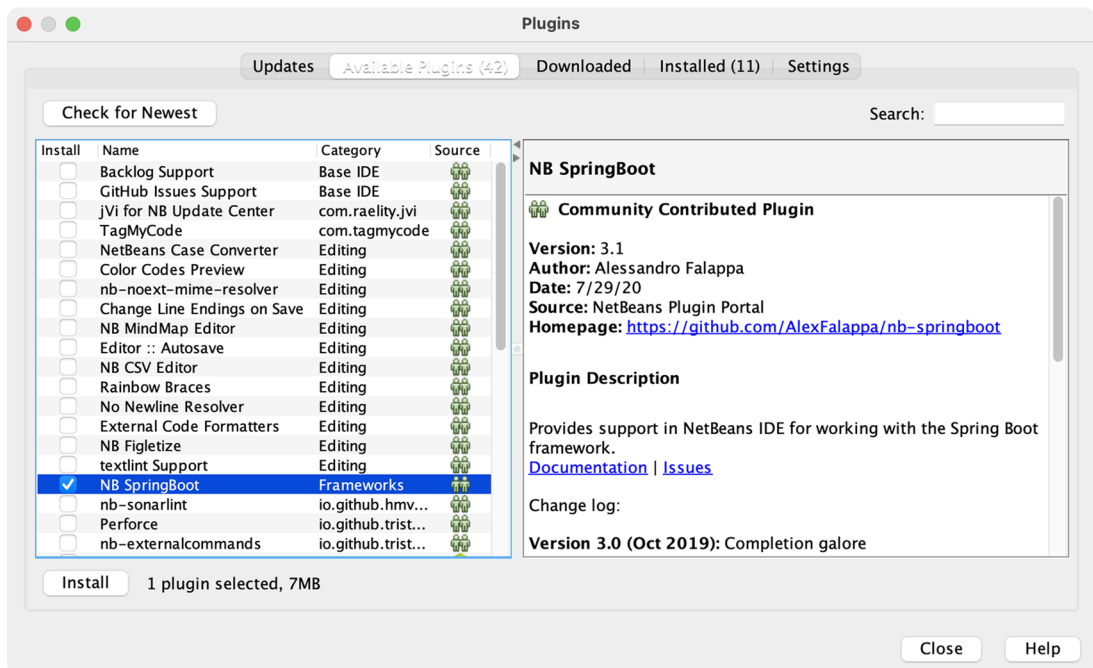 Plugins
Updates Available Plugins (42) Downloaded Installed (11) Settings
Check for Newest
Search:
Install Name Category Source
Backlog Support Base IDE
GitHub Issues Support Base IDE
jVi for NB Update Center com.raelity.jvi
TagMyCode com.tagmycode
NetBeans Case Converter Editing
Color Codes Preview Editing
nb-noext-mime-resolver Editing
Change Line Endings on Save Editing
NB MindMap Editor Editing
Editor :: Autosave Editing
NB CSV Editor Editing
Rainbow Braces Editing
No Newline Resolver Editing
External Code Formatters Editing
NB Figletize Editing
textlint Support Editing
NB SpringBoot Frameworks
nb-sonarlint io.github.hmv...
Perforce io.github.trist...
nb-externalcommands io.github.trist...
NB SpringBoot
Community Contributed Plugin
Version: 3.1
Author: Alessandro Falappa
Date: 7/29/20
Source: NetBeans Plugin Portal
Homepage: https://github.com/AlexFalappa/nb-springboot
Plugin Description
Provides support in NetBeans IDE for working with the Spring Boot
framework.
Documentation | Issues
Change log:
Version 3.0 (Oct 2019): Completion galore
Install 1 plugin selected, 7MB
Close Help